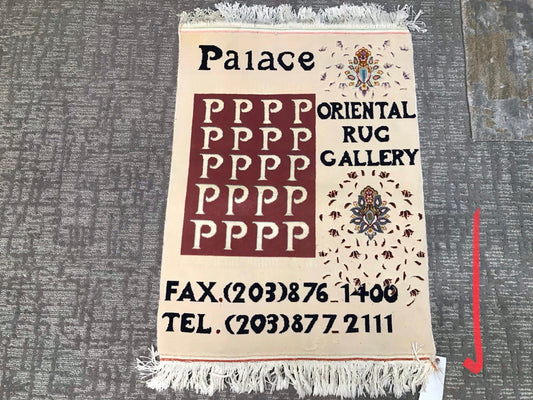 Palace
PPPP
PPPP
PPPP
PPPP
PPPP
ORIENTAL
RUG
GALLERY
FAX.(203)876_1400
TEL.(203)877_2111